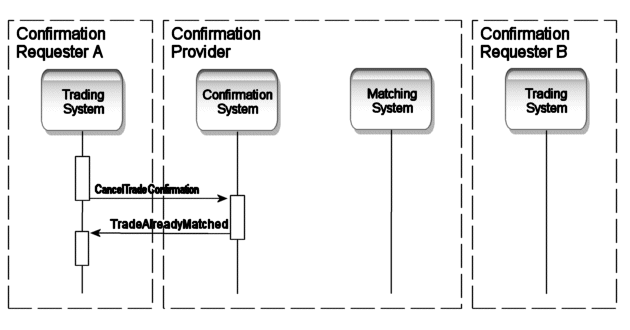 Confirmation
Requester A
Confirmation
Provider
Confirmation
Requester B
Trading
System
Confirmation
System
Matching
System
Trading
System
CancelTradeConfirmation
TradeAlreadyMatched